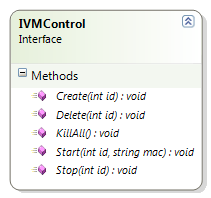 IVMControl
Interface
Methods
Create(int id) : void
Delete(int id) : void
KillAll() : void
Start(int id, string mac) : void
Stop(int id) : void